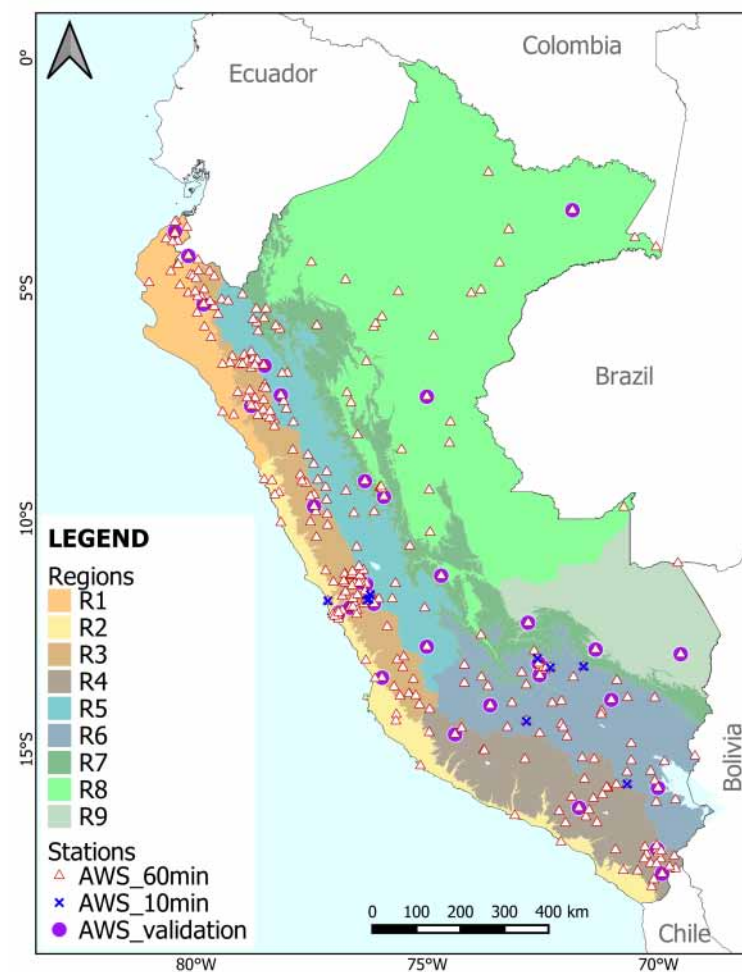 Colombia
Ecuador
Brazil
Bolivia
Chile
0°
5°S
10°S
15°S
80°W
75°W
70°W
LEGEND
Regions
R1
R2
R3
R4
R5
R6
R7
R8
R9
Stations
AWS_60min
AWS_10min
AWS_validation
0 100 200 300 400 km